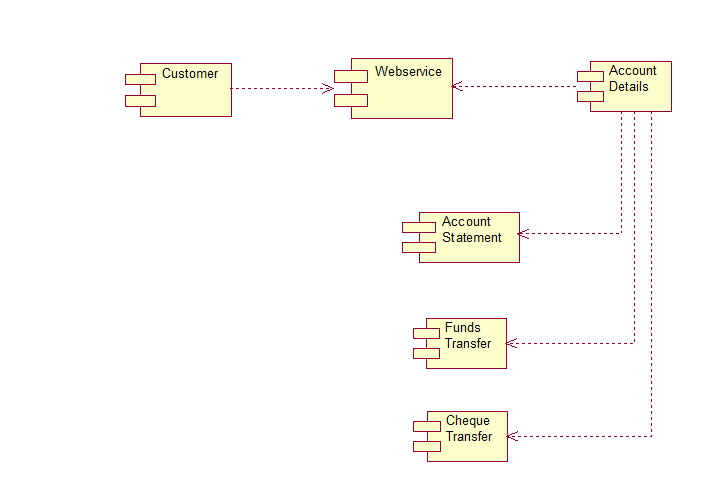 Customer
Webservice
Account
Details
Account
Statement
Funds
Transfer
Cheque
Transfer